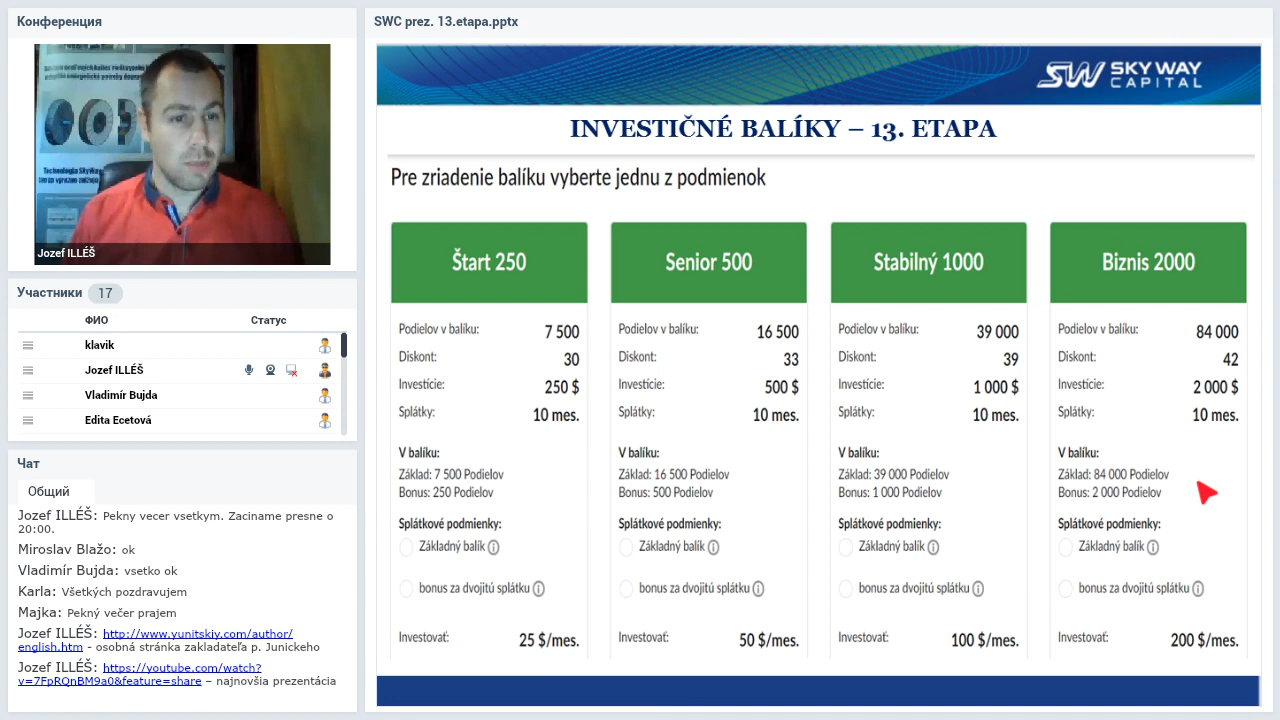 Конференция
Technológia SkyWay
Jozef ILLÉŠ
Участники 17
ФИО Статус
klavik
Jozef ILLÉŠ
Vladimír Bujda
Edita Ecetová
Чат
Общий
Jozef ILLÉŠ: Pekny vecer vsetkym. Zaciname presne o
20:00.
Miroslav Blažo: ok
Vladimír Bujda: vsetko ok
Karla: Všetkých pozdravujem
Majka: Pekný večer prajem
Jozef ILLÉŠ: http://www.yunitskiy.com/author/
english.htm - osobná stránka zakladateľa p. Junickeho
Jozef ILLÉŠ: https://youtube.com/watch?
v=7FpRQnBM9a0&feature=share – najnovšia prezentácia
SWC prez. 13.etapa.pptx
SW SKY WAY
CAPITAL
INVESTIČNÉ BALÍKY – 13. ETAPA
Pre zriadenie balíku vyberte jednu z podmienok
Štart 250
Podielov v balíku: 7 500
Diskont: 30
Investície: 250 $
Splátky: 10 mes.
V balíku:
Základ: 7 500 Podielov
Bonus: 250 Podielov
Splátkové podmienky:
Základný balík
bonus za dvojitú splátku
Investovať: 25 $/mes.
Senior 500
Podielov v balíku: 16 500
Diskont: 33
Investície: 500 $
Splátky: 10 mes.
V balíku:
Základ: 16 500 Podielov
Bonus: 500 Podielov
Splátkové podmienky:
Základný balík
bonus za dvojitú splátku
Investovať: 50 $/mes.
Stabilný 1000
Podielov v balíku: 39 000
Diskont: 39
Investície: 1 000 $
Splátky: 10 mes.
V balíku:
Základ: 39 000 Podielov
Bonus: 1 000 Podielov
Splátkové podmienky:
Základný balík
bonus za dvojitú splátku
Investovať: 100 $/mes.
Biznis 2000
Podielov v balíku: 84 000
Diskont: 42
Investície: 2 000 $
Splátky: 10 mes.
V balíku:
Základ: 84 000 Podielov
Bonus: 2 000 Podielov
Splátkové podmienky:
Základný balík
bonus za dvojitú splátku
Investovať: 200 $/mes.